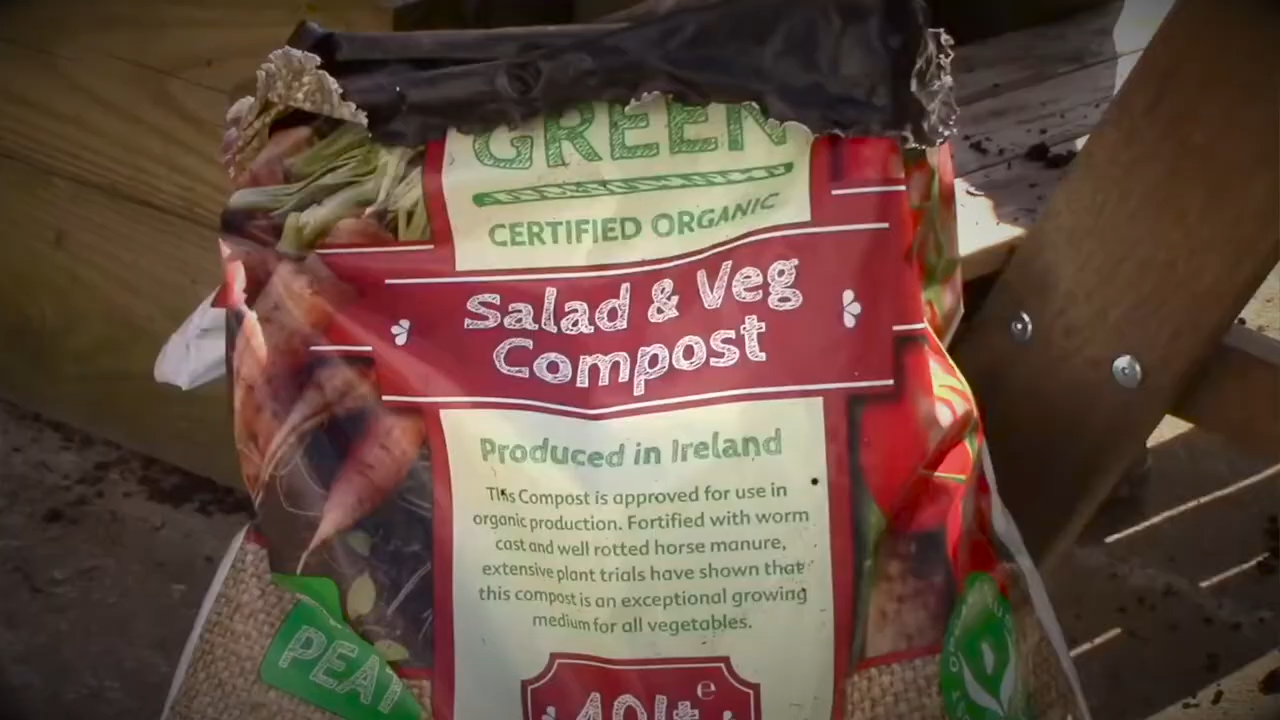 GREEN
CERTIFIED ORGANIC
Salad & Veg
Compost
Produced in Ireland
This Compost is approved for use in
organic production. Fortified with worm
cast and well rotted horse manure,
extensive plant trials have shown that
this compost is an exceptional growing
medium for all vegetables.
PEAT
40Lt e